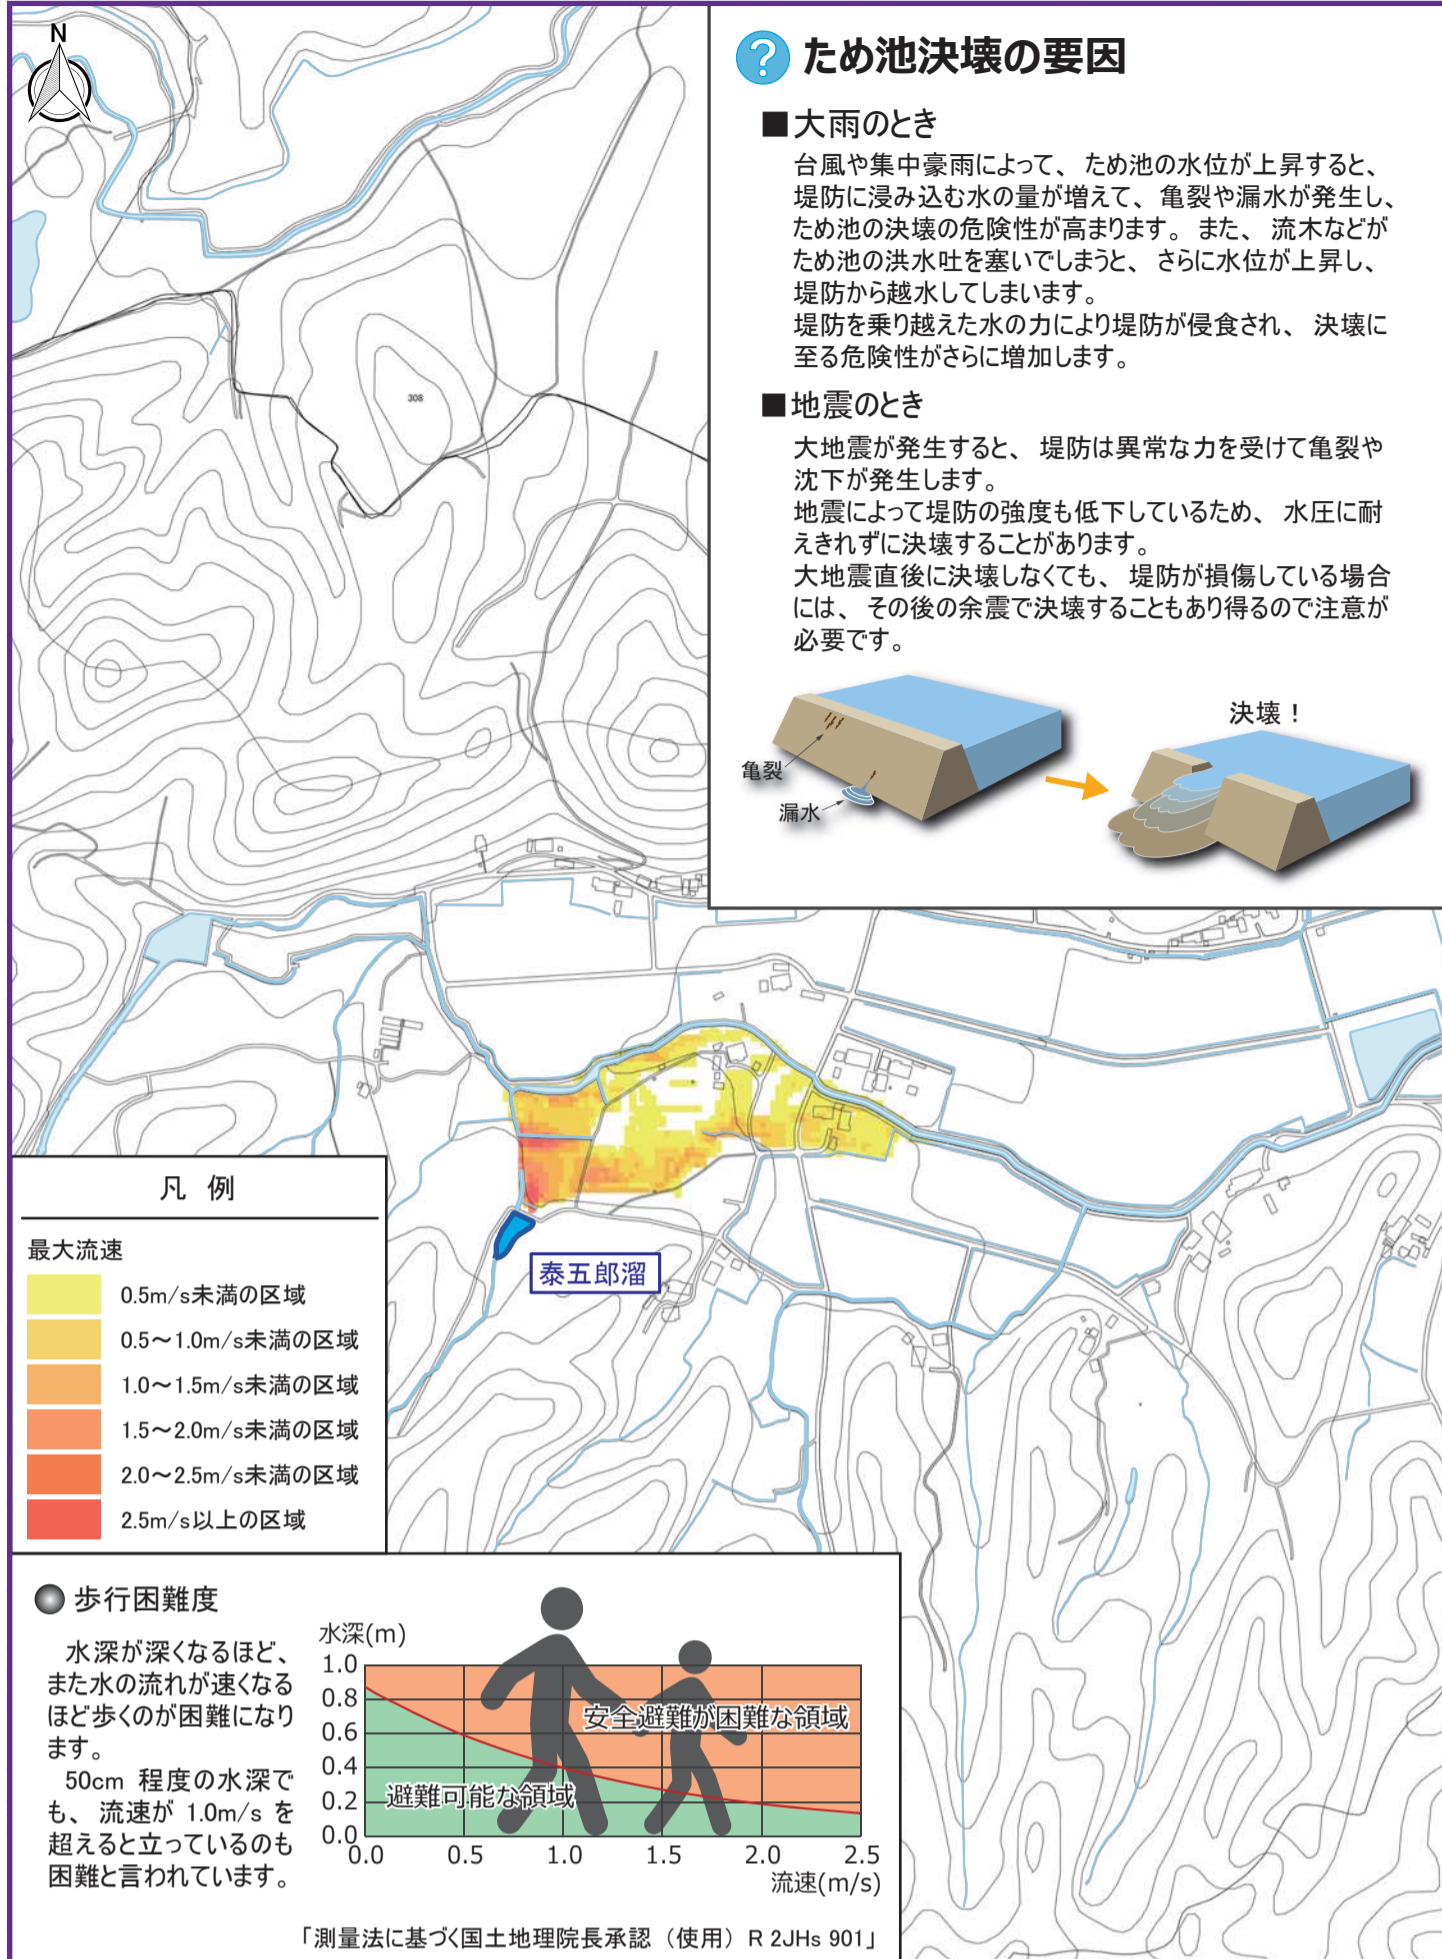 N
? ため池決壊の要因
■大雨のとき
台風や集中豪雨によって、ため池の水位が上昇すると、
堤防に浸み込む水の量が増えて、亀裂や漏水が発生し、
ため池の決壊の危険性が高まります。また、流木などが
ため池の洪水吐を塞いでしまうと、さらに水位が上昇し、
堤防から越水してしまいます。
堤防を乗り越えた水の力により堤防が侵食され、決壊に
至る危険性がさらに増加します。
■地震のとき
大地震が発生すると、堤防は異常な力を受けて亀裂や
沈下が発生します。
地震によって堤防の強度も低下しているため、水圧に耐
えきれずに決壊することがあります。
大地震直後に決壊しなくても、堤防が損傷している場合
には、その後の余震で決壊することもあり得るので注意が
必要です。
亀裂
漏水
決壊！
308
泰五郎溜
凡 例
最大流速
0.5m/s未満の区域
0.5～1.0m/s未満の区域
1.0～1.5m/s未満の区域
1.5～2.0m/s未満の区域
2.0～2.5m/s未満の区域
2.5m/s以上の区域
●歩行困難度
水深が深くなるほど、
また水の流れが速くなる
ほど歩くのが困難になり
ます。
50cm 程度の水深で
も、流速が 1.0m/s を
超えると立っているのも
困難と言われています。
水深(m)
1.0
0.8
0.6
0.4
0.2
0.0
安全避難が困難な領域
避難可能な領域
0.0 0.5 1.0 1.5 2.0 2.5
流速(m/s)
「測量法に基づく国土地理院長承認（使用）R 2JHs 901」